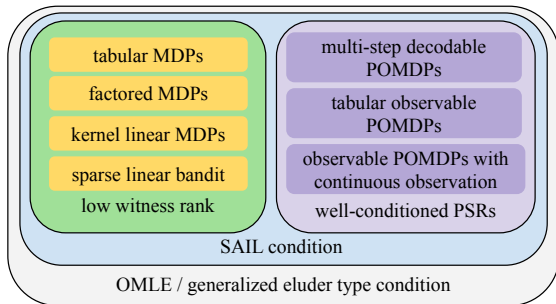 tabular MDPs
factored MDPs
kernel linear MDPs
sparse linear bandit
low witness rank
multi-step decodable
POMDPs
tabular observable
POMDPs
observable POMDPs with
continuous observation
well-conditioned PSRs
SAIL condition
OMLE / generalized eluder type condition